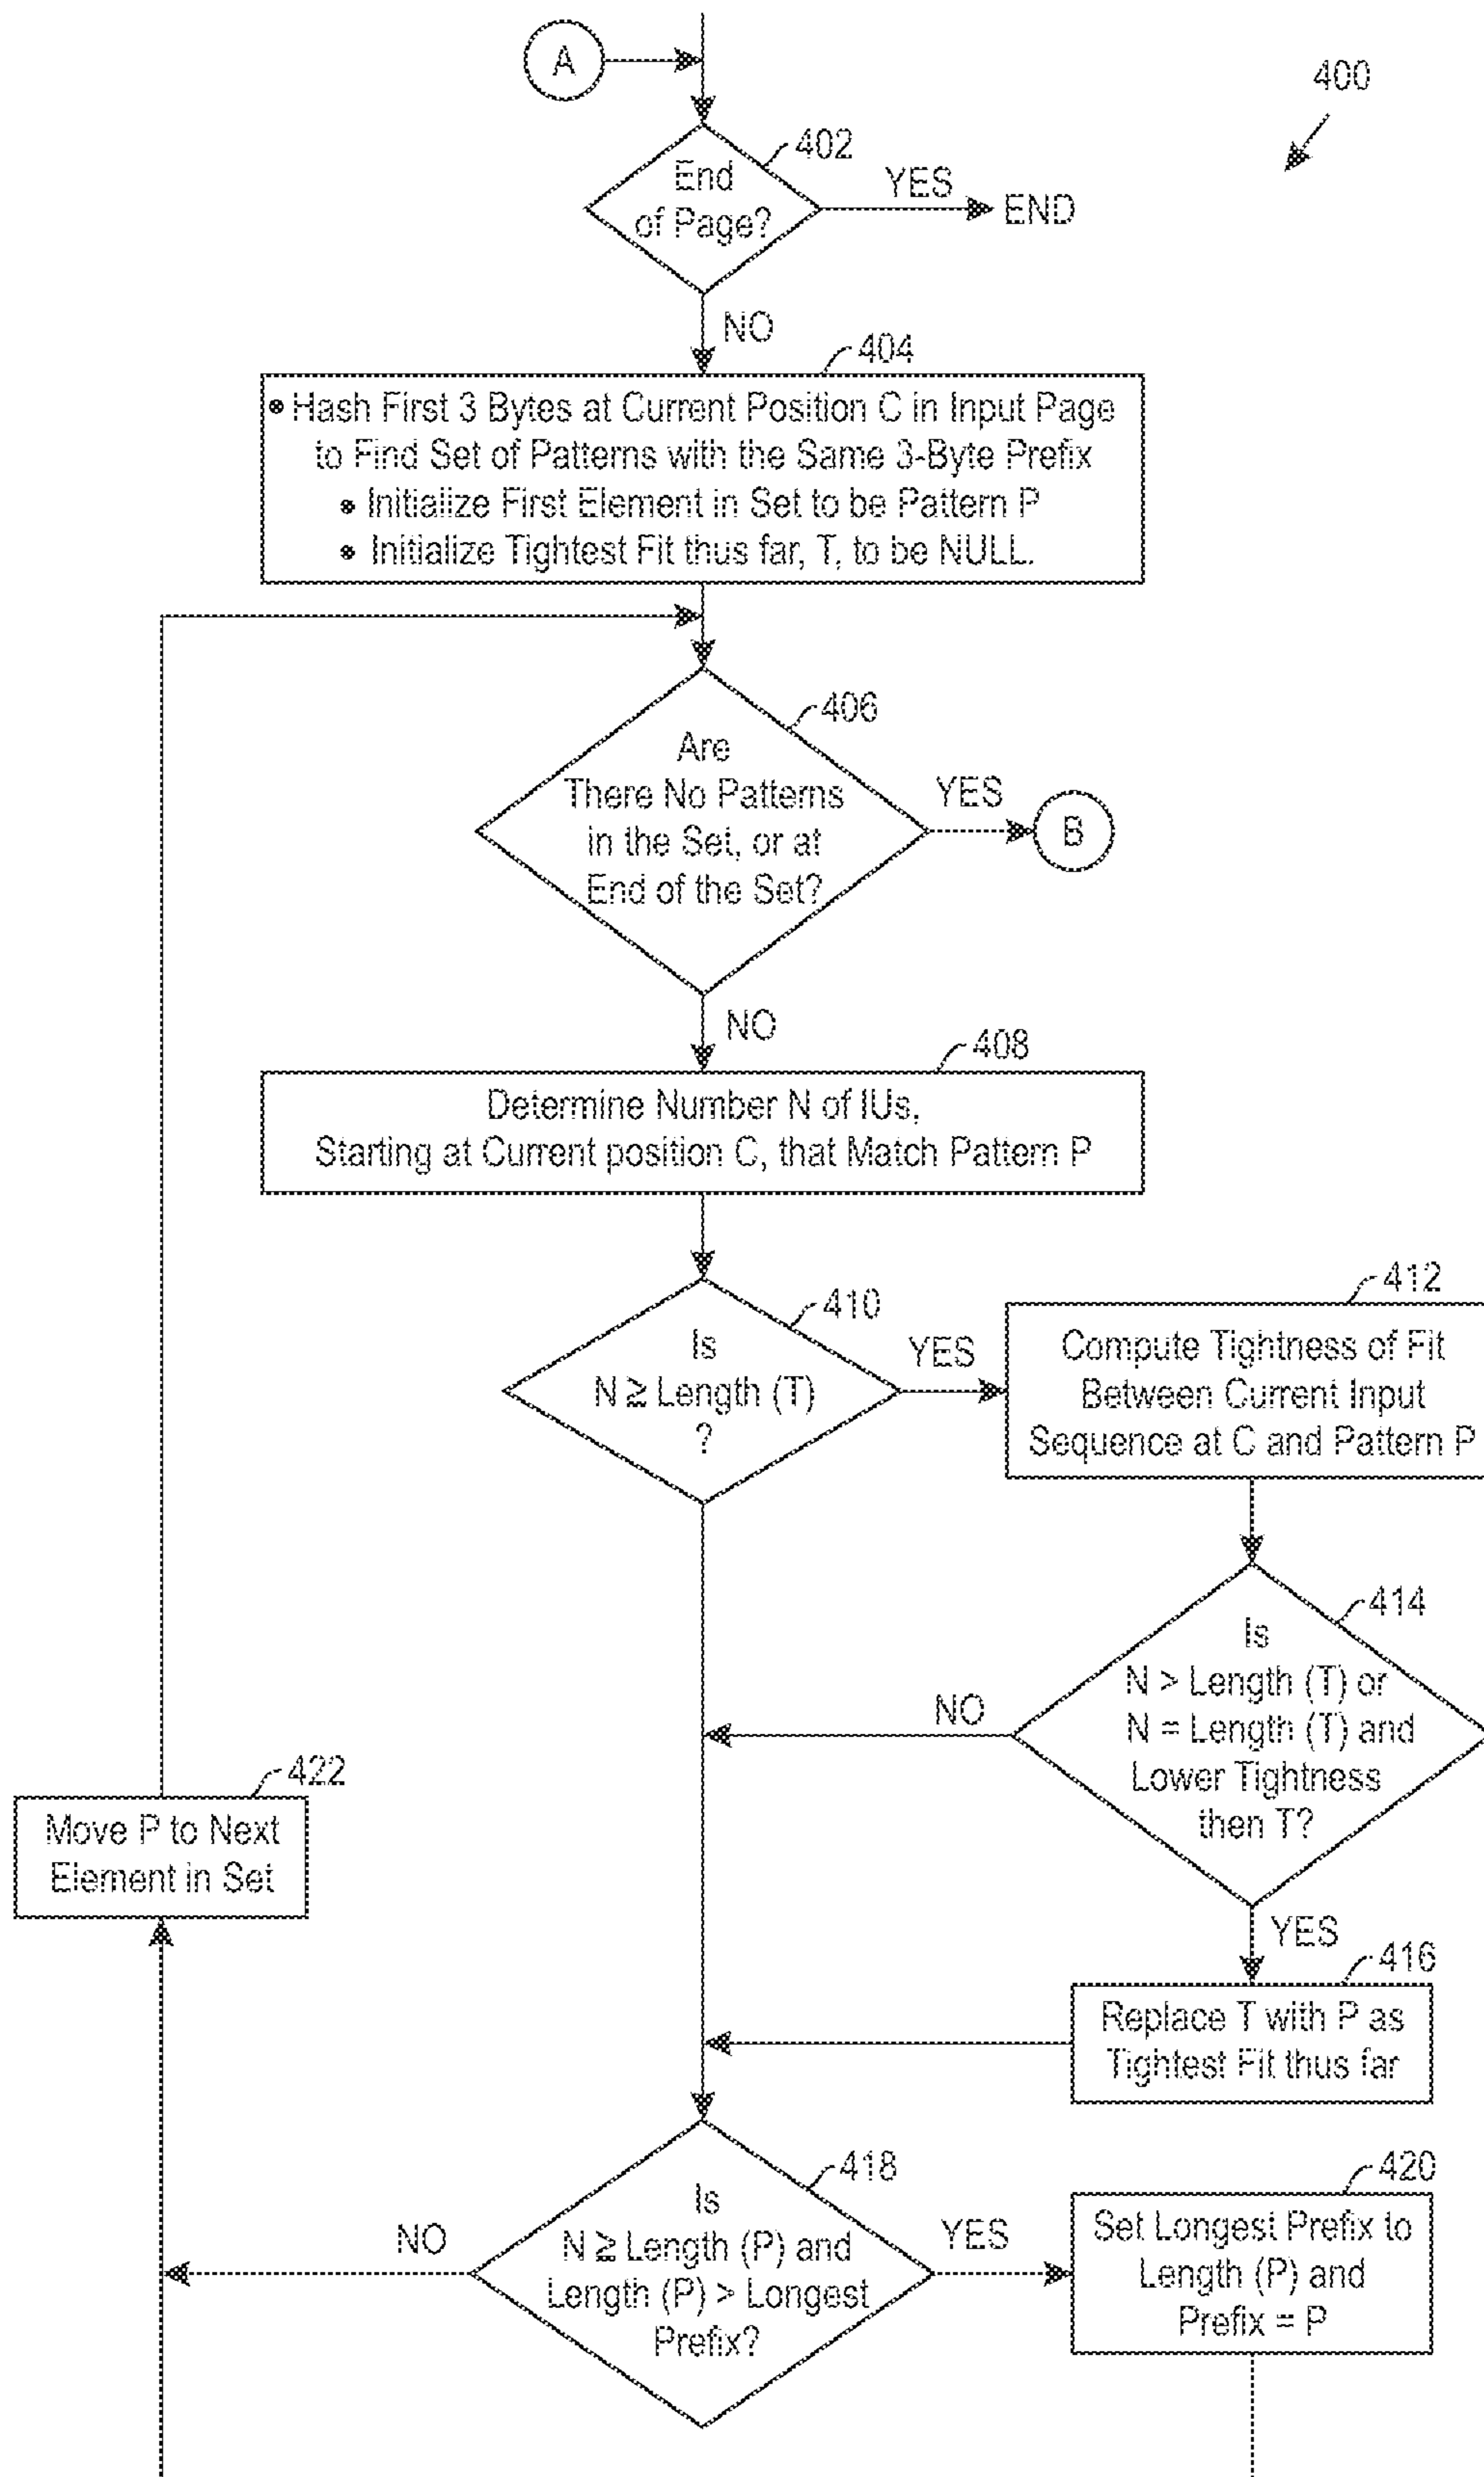 A
400
402
End
of Page?
YES
END
NO
404
• Hash First 3 Bytes at Current Position C in Input Page
to Find Set of Patterns with the Same 3-Byte Prefix
• Initialize First Element in Set to be Pattern P
• Initialize Tightest Fit thus far, T, to be NULL.
406
Are
There No Patterns
in the Set, or at
End of the Set?
YES
B
NO
408
Determine Number N of IUs,
Starting at Current position C, that Match Pattern P
410
Is
N ≧ Length (T)
?
YES
412
Compute Tightness of Fit
Between Current Input
Sequence at C and Pattern P
414
Is
N > Length (T) or
N = Length (T) and
Lower Tightness
then T?
NO
YES
416
Replace T with P as
Tightest Fit thus far
422
Move P to Next
Element in Set
418
Is
N ≧ Length (P) and
Length (P) > Longest
Prefix?
NO
YES
420
Set Longest Prefix to
Length (P) and
Prefix = P